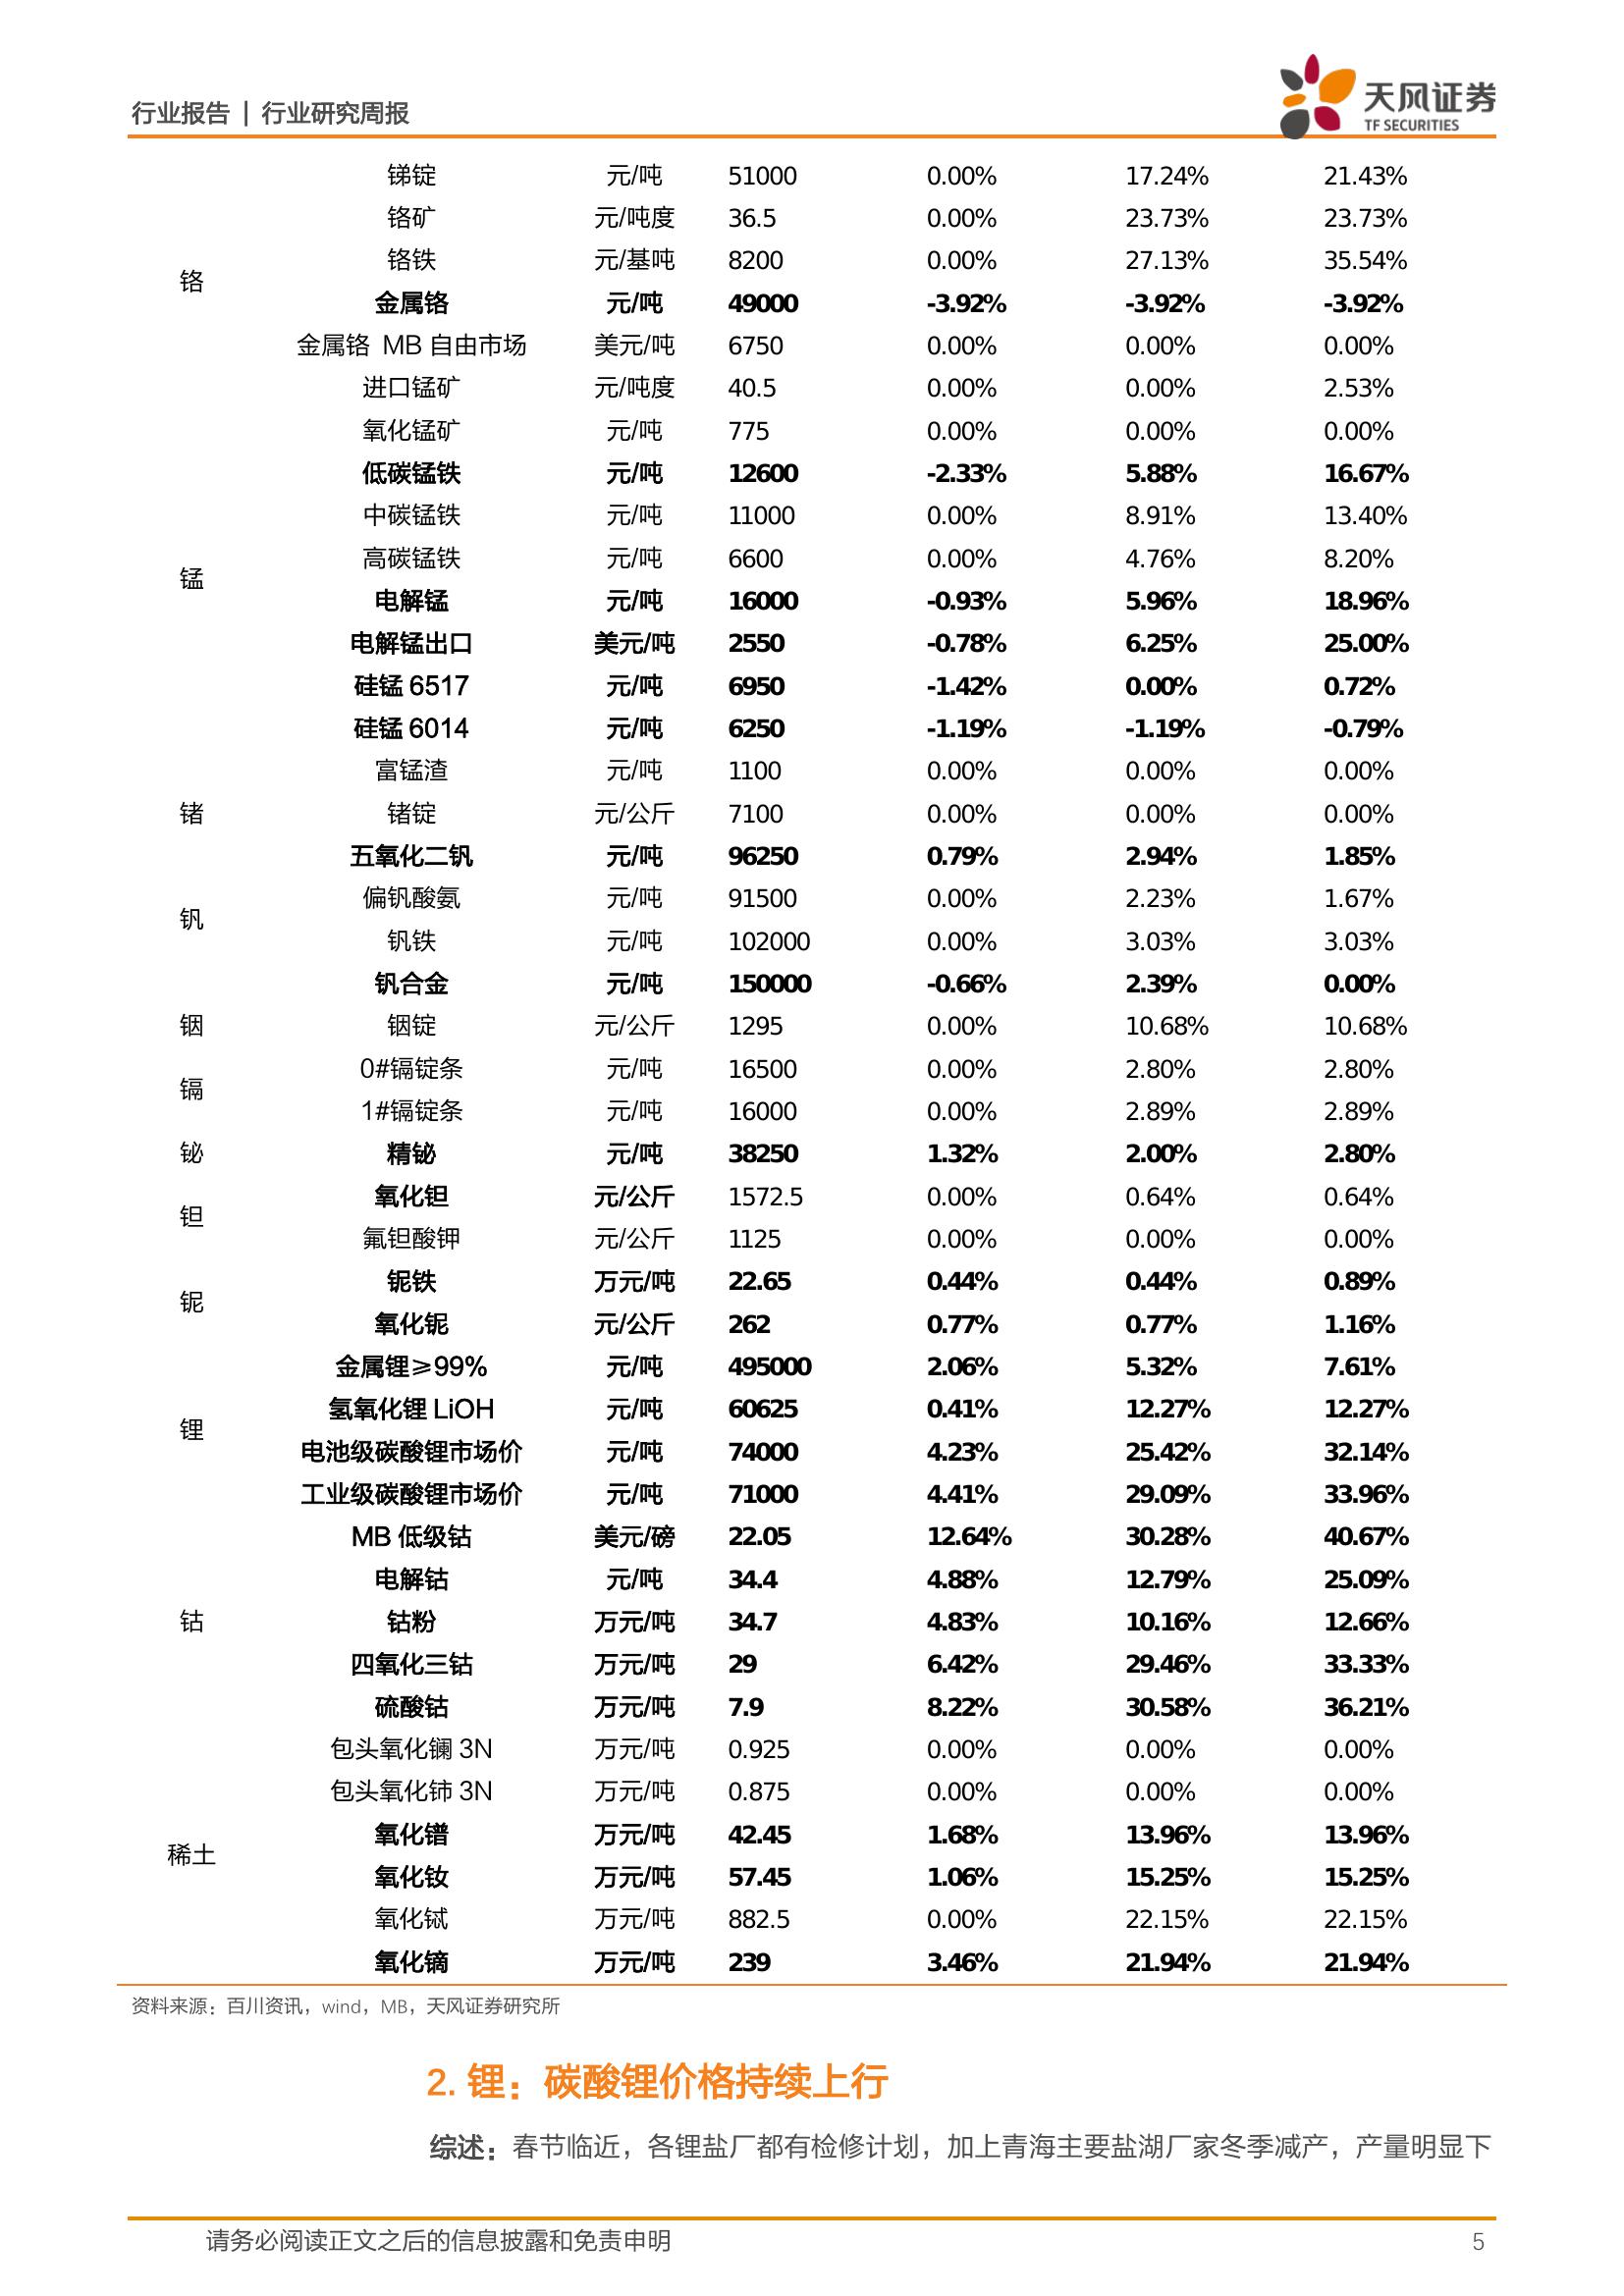 行业报告 | 行业研究周报
天风证券
TF SECURITIES
锑锭 元/吨 51000 0.00% 17.24% 21.43%
铬矿 元/吨度 36.5 0.00% 23.73% 23.73%
铬铁 元/基吨 8200 0.00% 27.13% 35.54%
铬
金属铬 元/吨 49000 -3.92% -3.92% -3.92%
金属铬 MB 自由市场 美元/吨 6750 0.00% 0.00% 0.00%
进口锰矿 元/吨度 40.5 0.00% 0.00% 2.53%
氧化锰矿 元/吨 775 0.00% 0.00% 0.00%
低碳锰铁 元/吨 12600 -2.33% 5.88% 16.67%
中碳锰铁 元/吨 11000 0.00% 8.91% 13.40%
高碳锰铁 元/吨 6600 0.00% 4.76% 8.20%
锰
电解锰 元/吨 16000 -0.93% 5.96% 18.96%
电解锰出口 美元/吨 2550 -0.78% 6.25% 25.00%
硅锰 6517 元/吨 6950 -1.42% 0.00% 0.72%
硅锰 6014 元/吨 6250 -1.19% -1.19% -0.79%
富锰渣 元/吨 1100 0.00% 0.00% 0.00%
锗 锗锭 元/公斤 7100 0.00% 0.00% 0.00%
五氧化二钒 元/吨 96250 0.79% 2.94% 1.85%
偏钒酸氨 元/吨 91500 0.00% 2.23% 1.67%
钒
钒铁 元/吨 102000 0.00% 3.03% 3.03%
钒合金 元/吨 150000 -0.66% 2.39% 0.00%
铟 铟锭 元/公斤 1295 0.00% 10.68% 10.68%
0#镉锭条 元/吨 16500 0.00% 2.80% 2.80%
镉
1#镉锭条 元/吨 16000 0.00% 2.89% 2.89%
铋 精铋 元/吨 38250 1.32% 2.00% 2.80%
氧化钽 元/公斤 1572.5 0.00% 0.64% 0.64%
钽
氟钽酸钾 元/公斤 1125 0.00% 0.00% 0.00%
铌铁 万元/吨 22.65 0.44% 0.44% 0.89%
铌
氧化铌 元/公斤 262 0.77% 0.77% 1.16%
金属锂≥99% 元/吨 495000 2.06% 5.32% 7.61%
氢氧化锂 LiOH 元/吨 60625 0.41% 12.27% 12.27%
锂
电池级碳酸锂市场价 元/吨 74000 4.23% 25.42% 32.14%
工业级碳酸锂市场价 元/吨 71000 4.41% 29.09% 33.96%
MB 低级钴 美元/磅 22.05 12.64% 30.28% 40.67%
电解钴 元/吨 34.4 4.88% 12.79% 25.09%
钴 钴粉 万元/吨 34.7 4.83% 10.16% 12.66%
四氧化三钴 万元/吨 29 6.42% 29.46% 33.33%
硫酸钴 万元/吨 7.9 8.22% 30.58% 36.21%
包头氧化镧 3N 万元/吨 0.925 0.00% 0.00% 0.00%
包头氧化铈 3N 万元/吨 0.875 0.00% 0.00% 0.00%
氧化镨 万元/吨 42.45 1.68% 13.96% 13.96%
稀土
氧化钕 万元/吨 57.45 1.06% 15.25% 15.25%
氧化铽 万元/吨 882.5 0.00% 22.15% 22.15%
氧化镝 万元/吨 239 3.46% 21.94% 21.94%
资料来源：百川资讯，wind，MB，天风证券研究所
2. 锂：碳酸锂价格持续上行
综述：春节临近，各锂盐厂都有检修计划，加上青海主要盐湖厂家冬季减产，产量明显下
请务必阅读正文之后的信息披露和免责申明 5